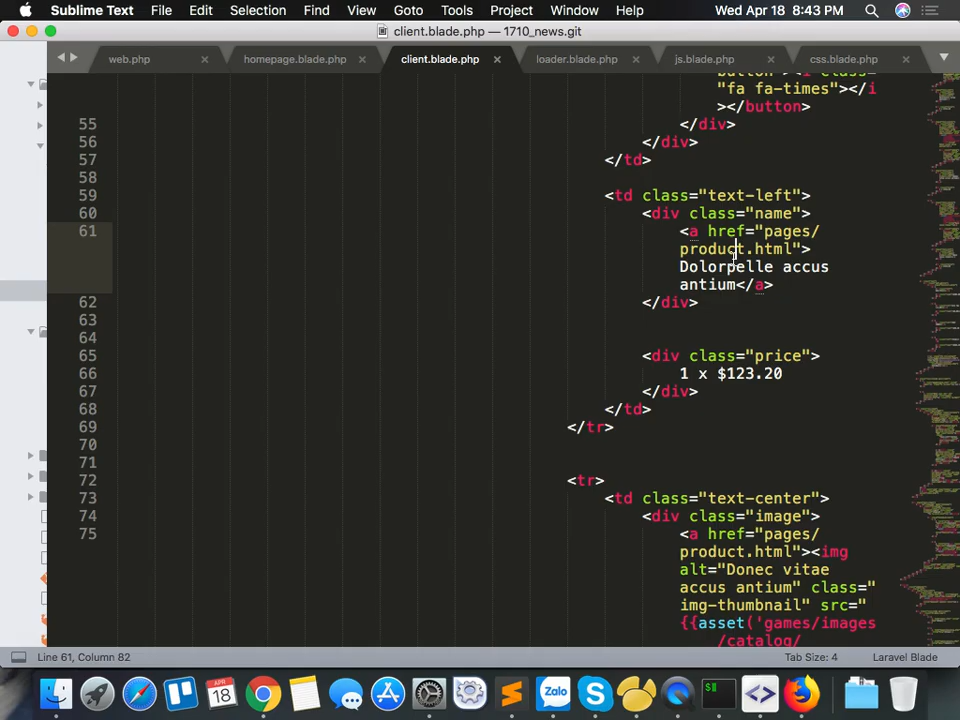 Sublime Text File Edit Selection Find View Goto Tools Project Window Help Wed Apr 18 8:43 PM
client.blade.php — 1710_news.git
web.php homepage.blade.php client.blade.php loader.blade.php js.blade.php css.blade.php
button"><i class=
"fa fa-times"></i
></button>
55 </div>
56 </div>
57 </td>
58
59 <td class="text-left">
60 <div class="name">
61 <a href="pages/
product.html">
Dolorpelle accus
antium</a>
62 </div>
63
64
65 <div class="price">
66 1 x $123.20
67 </div>
68 </td>
69 </tr>
70
71
72 <tr>
73 <td class="text-center">
74 <div class="image">
75 <a href="pages/
product.html"><img
alt="Donec vitae
accus antium" class="
img-thumbnail" src="
{{asset('games/images
/catalog/
Line 61, Column 82 Tab Size: 4 Laravel Blade
APR
18
Zalo